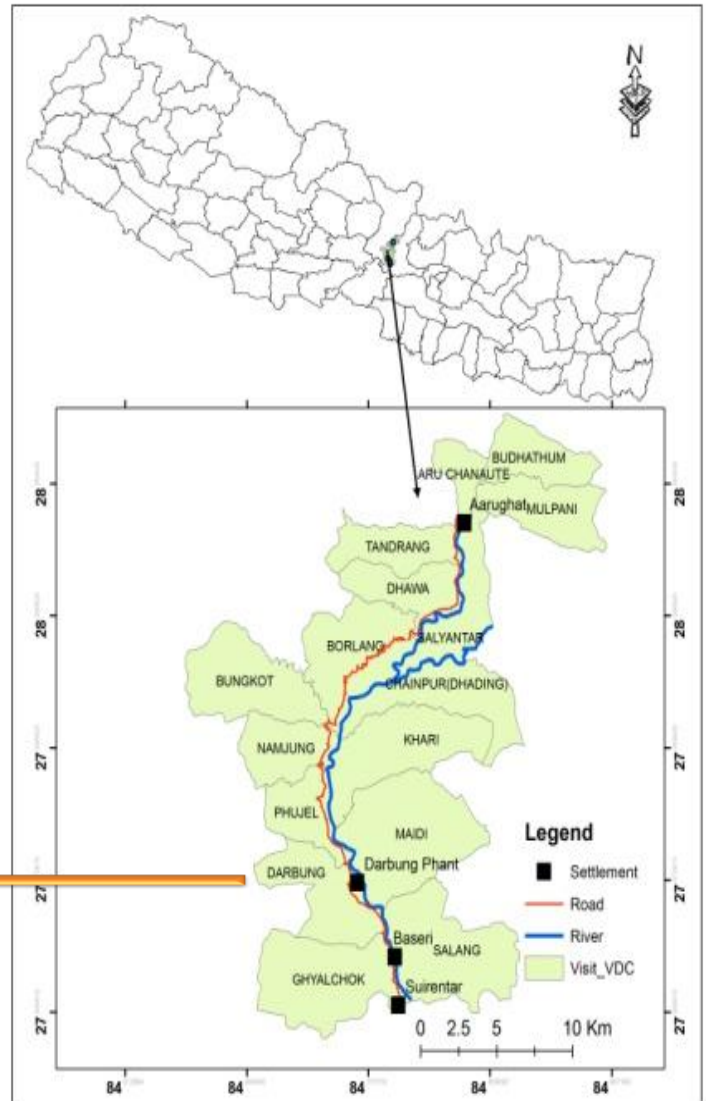 N
BUDHATHUM
ARU CHANAUTE
28
28
Aarughat
MULPANI
TANDRANG
DHAWA
28
28
BORLANG
SALYANTAR
BUNGKOT
CHAINPUR(DHADING)
KHARI
27
27
NAMJUNG
PHUJEL
MAIDI
Legend
Darbung Phant
Settlement
27
27
DARBUNG
Road
Baseri
River
SALANG
Visit_VDC
GHYALCHOK
Suirentar
27
27
0 2.5 5 10 Km
84 84 84 84 84